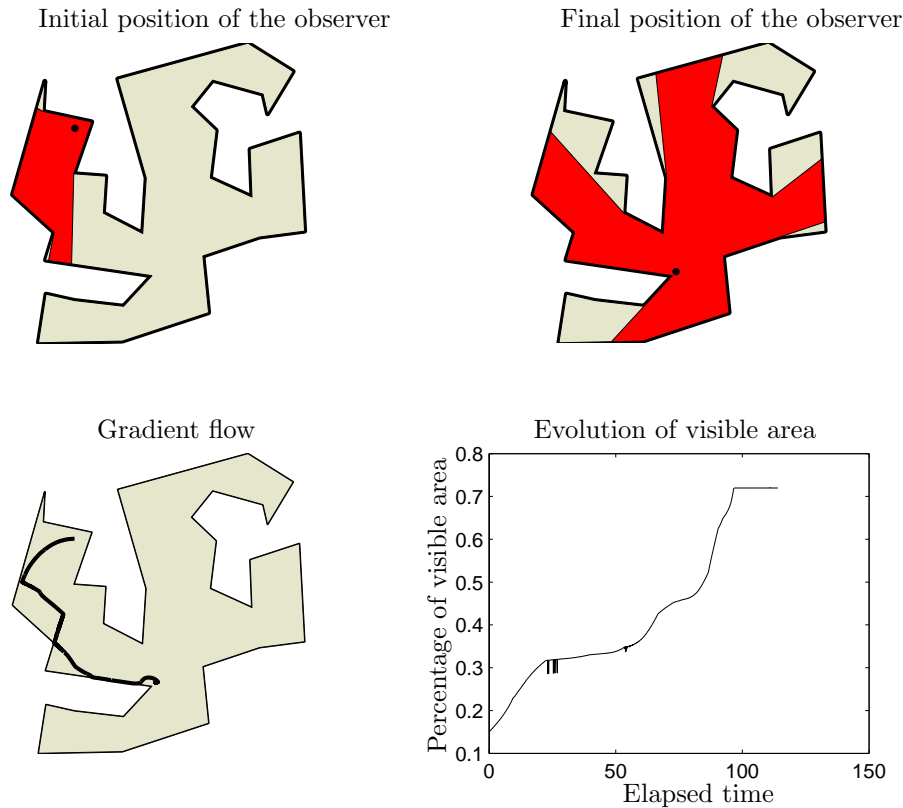 Initial position of the observer
Final position of the observer
Gradient flow
Evolution of visible area
Percentage of visible area
0.8
0.7
0.6
0.5
0.4
0.3
0.2
0.1
0
50
100
150
Elapsed time